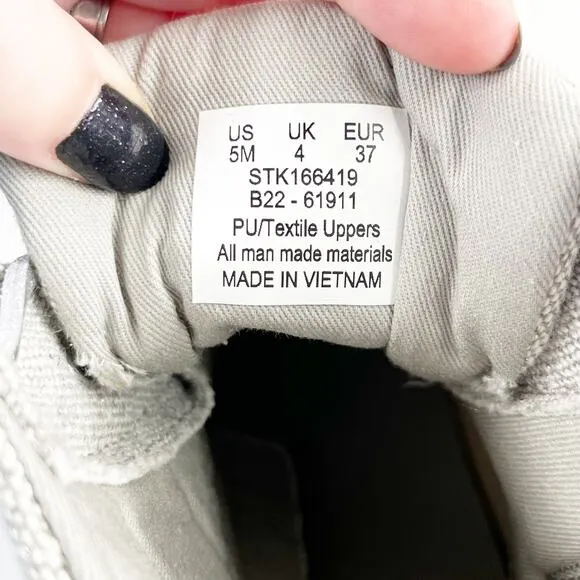 US UK EUR
5M 4 37
STK166419
B22 - 61911
PU/Textile Uppers
All man made materials
MADE IN VIETNAM